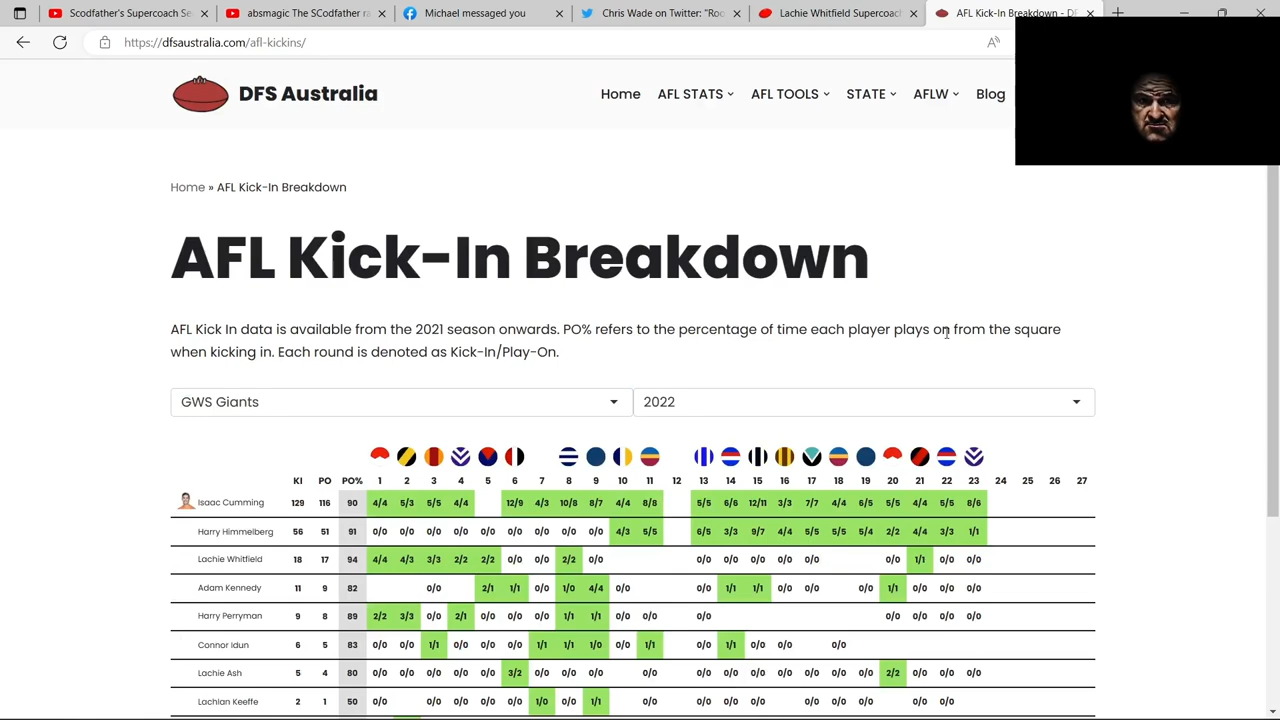 Scodfather's Supercoach Se
absmagic The Scodfather ra
Michael messaged you
Chris Wade on Twitter: "Roo
Lachie Whitfield Supercoach
AFL Kick-In Breakdown - DF
https://dfsaustralia.com/afl-kickins/
DFS Australia
Home AFL STATS AFL TOOLS STATE AFLW Blog
Home » AFL Kick-In Breakdown
AFL Kick-In Breakdown
AFL Kick In data is available from the 2021 season onwards. PO% refers to the percentage of time each player plays on from the square
when kicking in. Each round is denoted as Kick-In/Play-On.
GWS Giants 2022
KI PO PO% 1 2 3 4 5 6 7 8 9 10 11 12 13 14 15 16 17 18 19 20 21 22 23 24 25 26 27
Isaac Cumming 129 116 90 4/4 5/3 5/5 4/4 12/9 4/3 10/8 8/7 4/4 8/8 5/5 6/6 12/11 3/3 7/7 4/4 6/5 5/5 4/4 5/5 8/6
Harry Himmelberg 56 51 91 0/0 0/0 0/0 0/0 0/0 0/0 0/0 0/0 0/0 4/3 5/5 6/5 3/3 9/7 4/4 5/5 5/5 5/4 2/2 4/4 3/3 1/1
Lachie Whitfield 18 17 94 4/4 4/3 3/3 2/2 2/2 0/0 0/0 2/2 0/0 0/0 0/0 0/0 0/0 0/0 0/0 0/0 1/1 0/0 0/0
Adam Kennedy 11 9 82 0/0 2/1 1/1 0/0 1/0 4/4 0/0 0/0 1/1 1/1 0/0 0/0 0/0 1/1 0/0 0/0 0/0
Harry Perryman 9 8 89 2/2 3/3 0/0 2/1 0/0 0/0 0/0 1/1 1/1 0/0 0/0 0/0 0/0 0/0 0/0 0/0
Connor Idun 6 5 83 0/0 0/0 1/1 0/0 0/0 0/0 1/1 1/1 1/0 0/0 1/1 0/0 1/1 0/0 0/0 0/0
Lachie Ash 5 4 80 0/0 0/0 0/0 0/0 0/0 3/2 0/0 0/0 0/0 0/0 0/0 0/0 0/0 0/0 0/0 0/0 0/0 2/2 0/0 0/0 0/0
Lachlan Keeffe 2 1 50 0/0 0/0 0/0 0/0 0/0 1/0 0/0 1/1 0/0 0/0 0/0 0/0 0/0 0/0 0/0